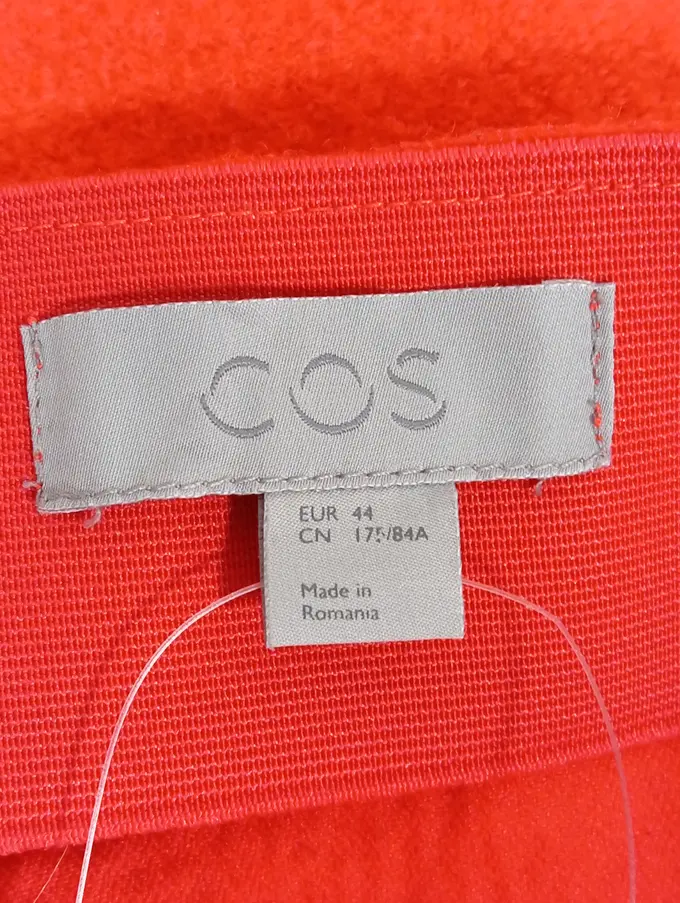 COS
EUR 44
CN 175/84A
Made in
Romania